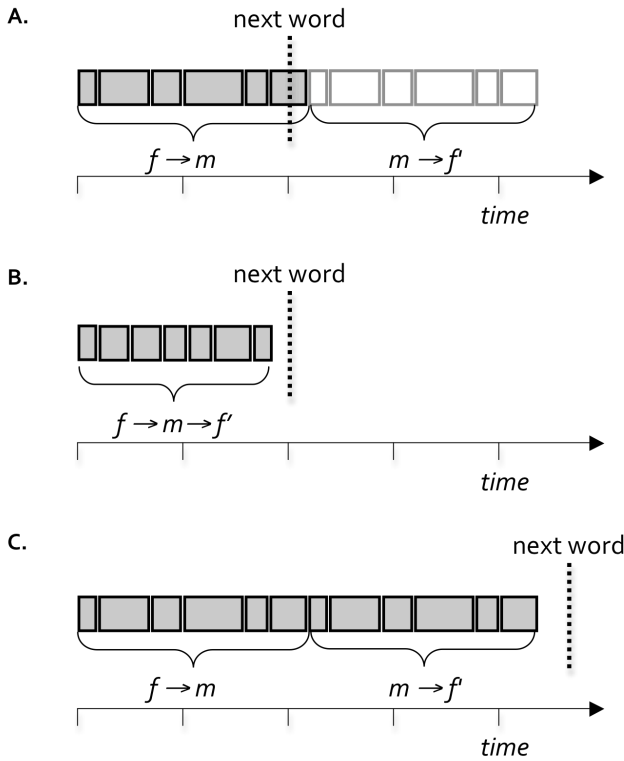 A.
next word
f → m
m → f'
time
B.
next word
f → m → f'
time
C.
next word
f → m
m → f'
time